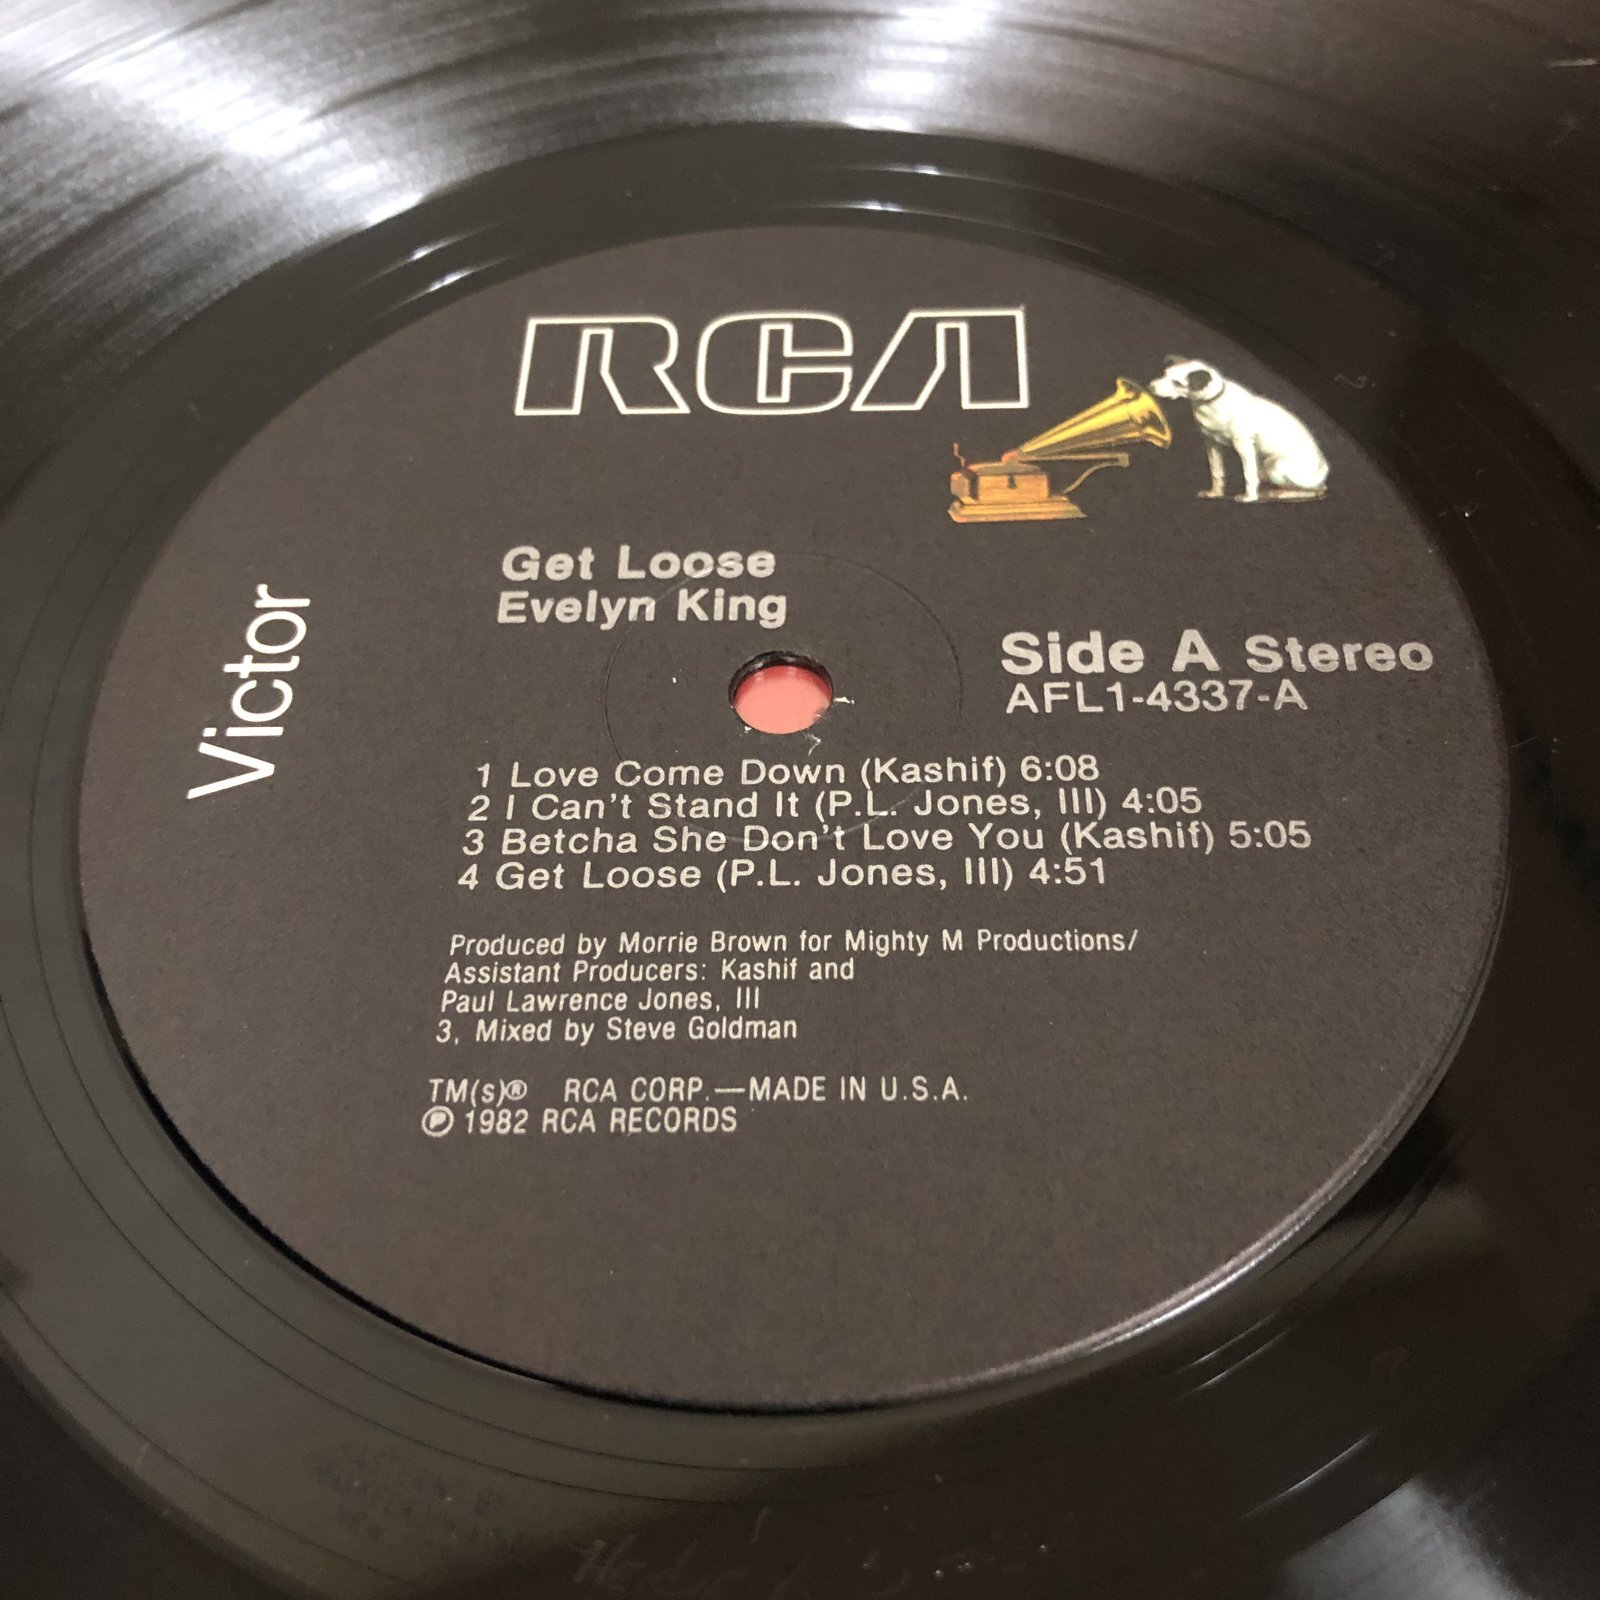 RCA
Victor
Get Loose
Evelyn King
Side A Stereo
AFL1-4337-A
1 Love Come Down (Kashif) 6:08
2 I Can't Stand It (P.L. Jones, III) 4:05
3 Betcha She Don't Love You (Kashif) 5:05
4 Get Loose (P.L. Jones, III) 4:51
Produced by Morrie Brown for Mighty M Productions/
Assistant Producers: Kashif and
Paul Lawrence Jones, III
3, Mixed by Steve Goldman
TM(s)® RCA CORP.—MADE IN U.S.A.
℗ 1982 RCA RECORDS